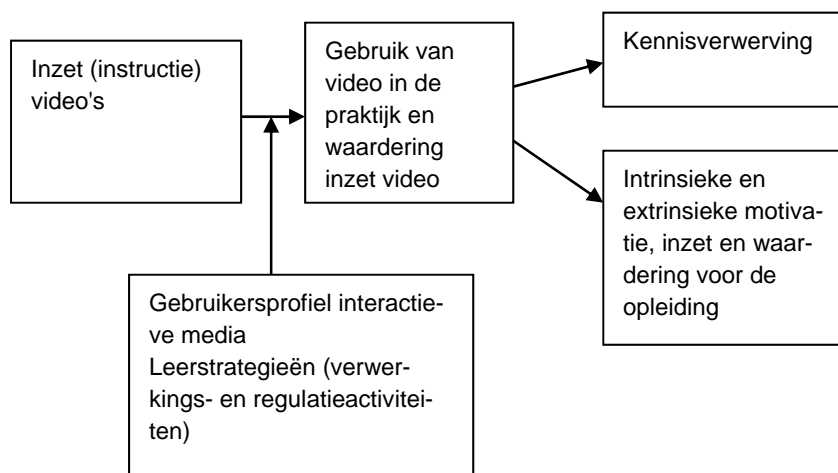 Inzet (instructie)
video's
Gebruik van
video in de
praktijk en
waardering
inzet video
Kennisverwerving
Intrinsieke en
extrinsieke motiva-
tie, inzet en waar-
dering voor de
opleiding
Gebruikersprofiel interactie-
ve media
Leerstrategieën (verwer-
kings- en regulatieactivitei-
ten)